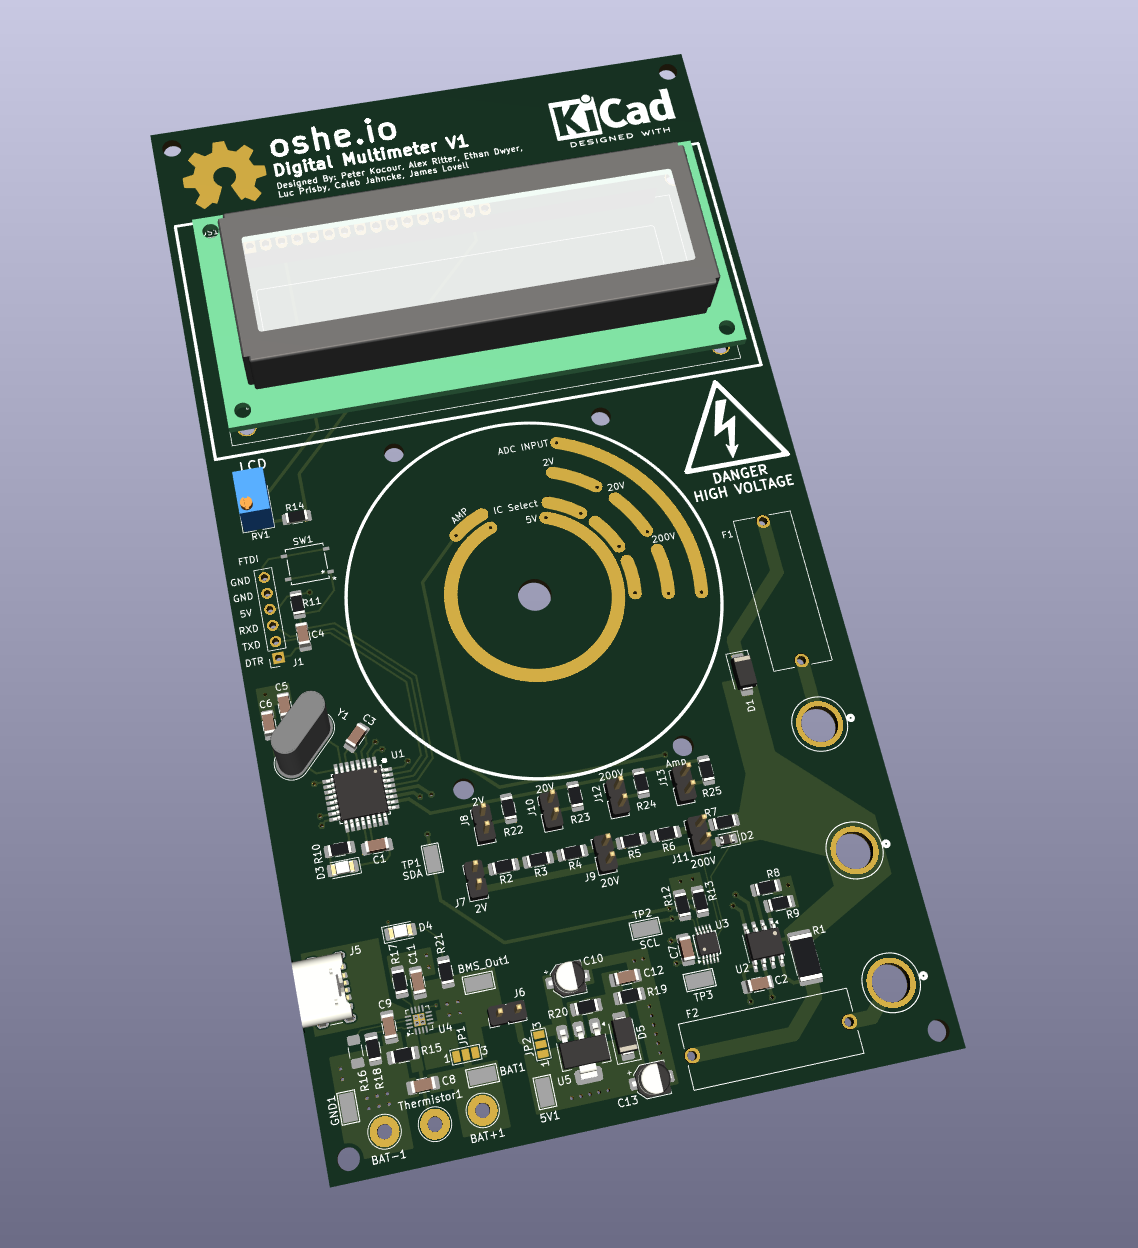 KiCad
DESIGNED WITH
oshe.io
Digital Multimeter V1
Designed By: Peter Kocour, Alex Ritter, Ethan Dwyer,
Luc Prisby, Caleb Jahncke, James Lovell
DANGER
HIGH VOLTAGE
ADC INPUT
2V
20V
200V
IC Select
5V
AMP
LCD
RV1
R14
SW1
FTDI
GND
GND
5V
RXD
TXD
DTR
J1
R11
C4
F1
D1
C5
C6
Y1
C3
U1
R10
D3
C1
TP1
SDA
2V
J8
R22
20V
J10
R23
200V
J12
R24
Amp
J13
R25
J7
2V
R2
R3
R4
J9
20V
R5
R6
R7
J11
200V
D2
R8
R9
R12
R13
TP2
SCL
U3
C7
TP3
U2
C2
R1
F2
J5
D4
R17
C11
R21
BMS_Out1
J6
C9
U4
JP1
1
3
R15
R16
R18
C8
GND1
Thermistor1
BAT1
BAT-1
BAT+1
C10
C12
R19
R20
JP2
3
1
U5
D5
5V1
C13